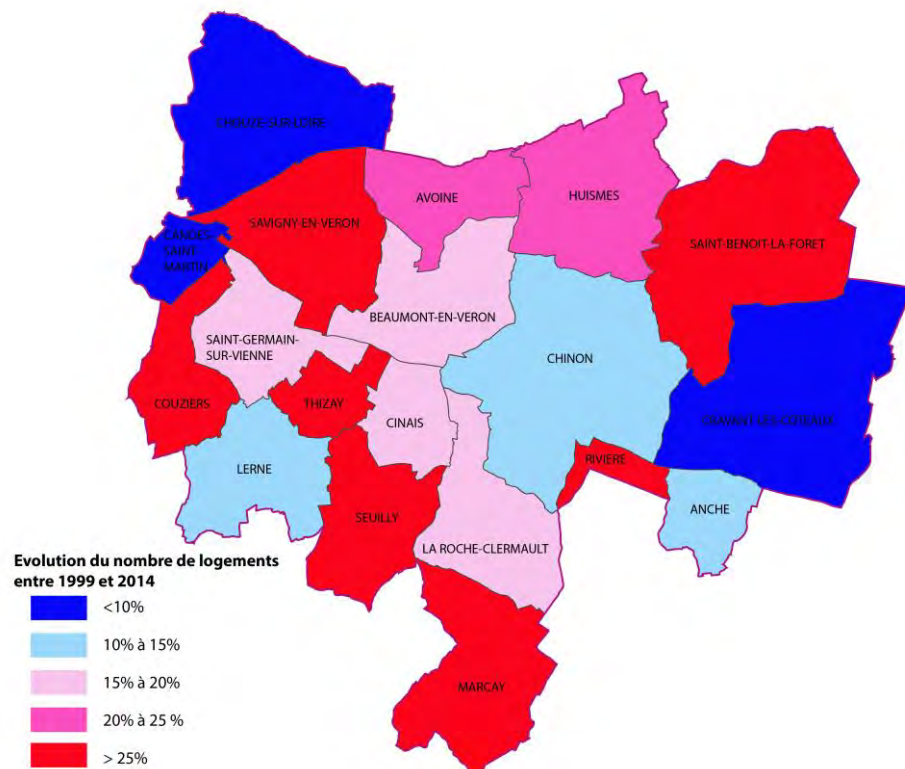 CHOUZE-SUR-LOIRE
AVOINE
HUISMES
SAVIGNY-EN-VERON
CANDES-
SAINT
MARTIN
SAINT-BENOIT-LA-FORET
BEAUMONT-EN-VERON
SAINT-GERMAIN-
SUR-VIENNE
CHINON
COUZIERS
THIZAY
CINAIS
CRAVANT-LES-COTEAUX
LERNE
RIVIERE
ANCHE
SEUILLY
LA ROCHE-CLERMAULT
MARCAY
Evolution du nombre de logements
entre 1999 et 2014
<10%
10% à 15%
15% à 20%
20% à 25 %
> 25%